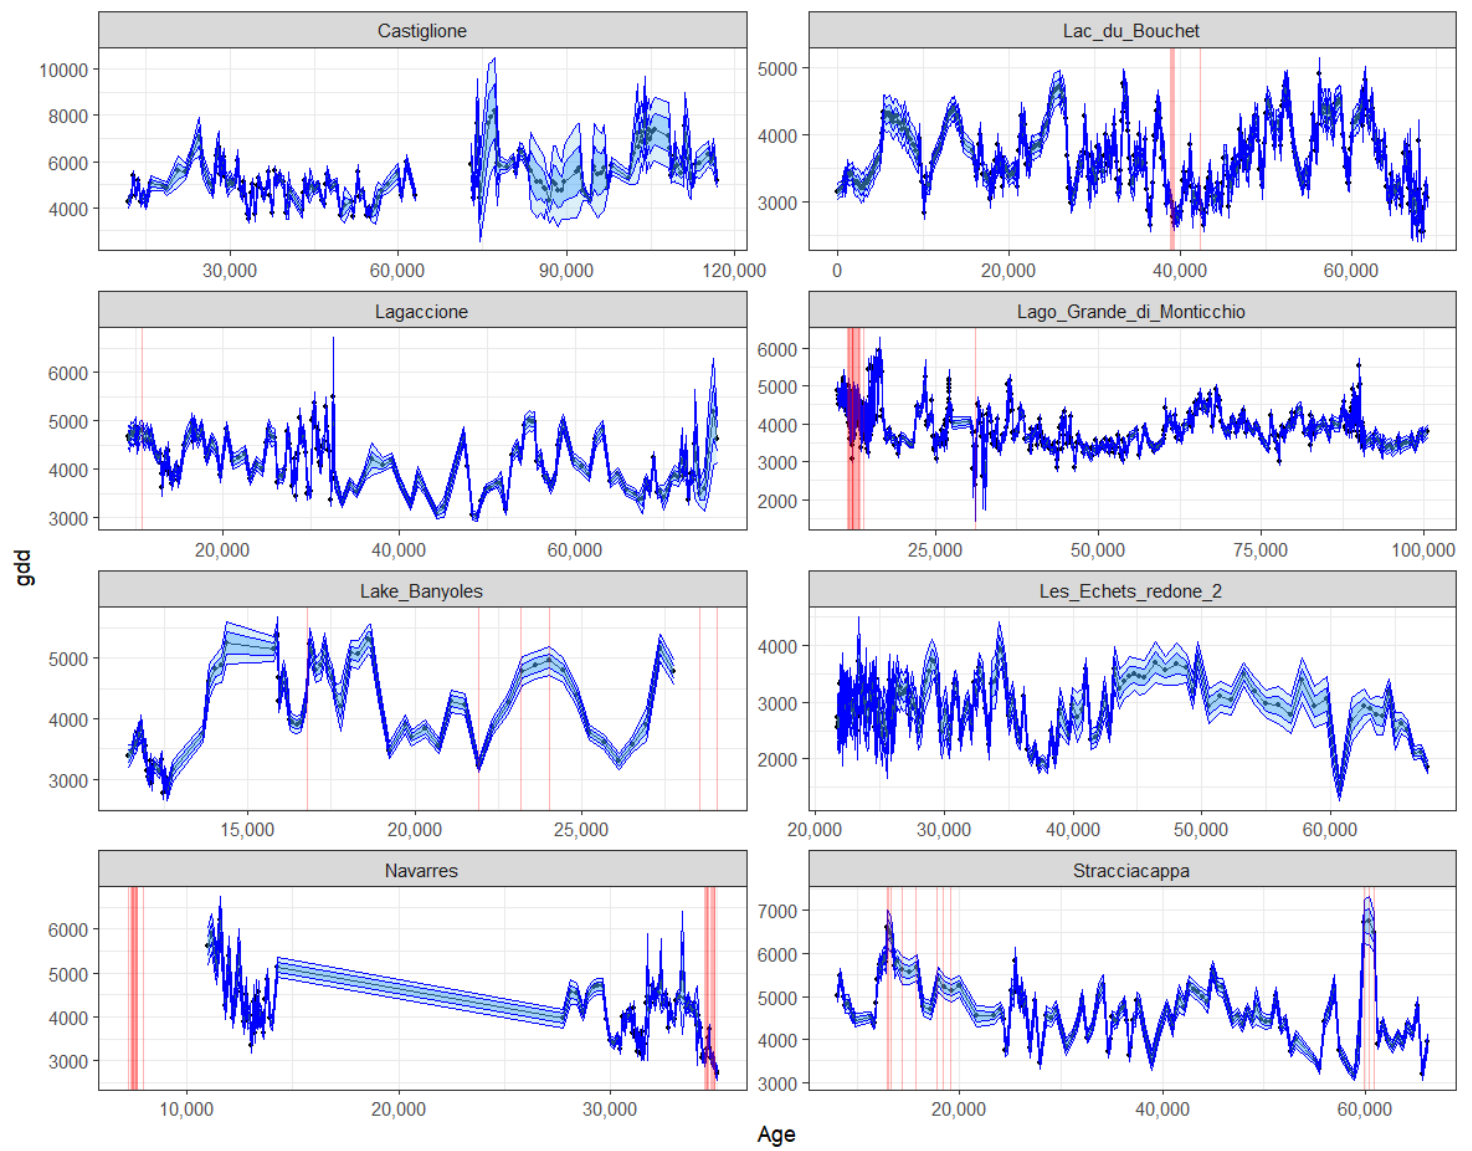 Castiglione
Lac_du_Bouchet
10000
8000
6000
4000
5000
4000
3000
30,000 60,000 90,000 120,000
0 20,000 40,000 60,000
Lagaccione
Lago_Grande_di_Monticchio
6000
5000
4000
3000
6000
5000
4000
3000
2000
20,000 40,000 60,000
25,000 50,000 75,000 100,000
gdd
Lake_Banyoles
Les_Echets_redone_2
5000
4000
3000
4000
3000
2000
15,000 20,000 25,000
20,000 30,000 40,000 50,000 60,000
Navarres
Stracciacappa
6000
5000
4000
3000
7000
6000
5000
4000
3000
10,000 20,000 30,000
20,000 40,000 60,000
Age